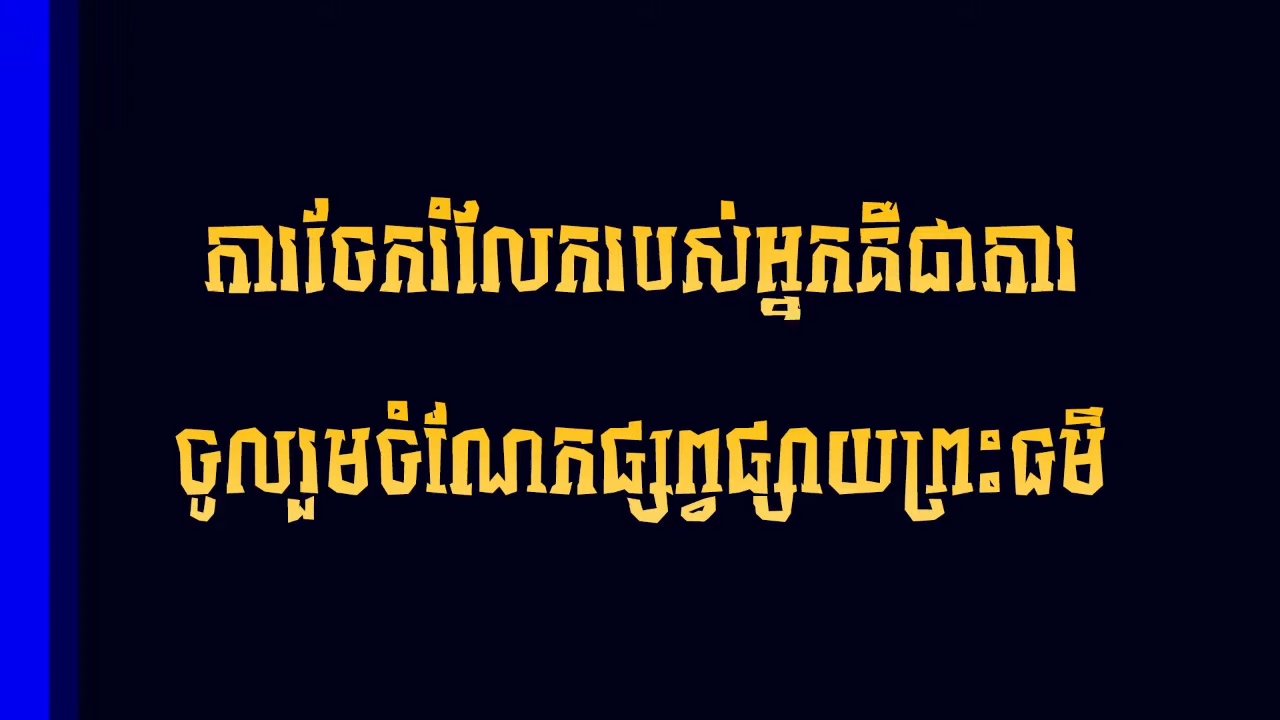 ការចែករំលែករបស់អ្នកគឺជាការ
ចូលរួមចំណែកផ្សព្វផ្សាយព្រះធម៌